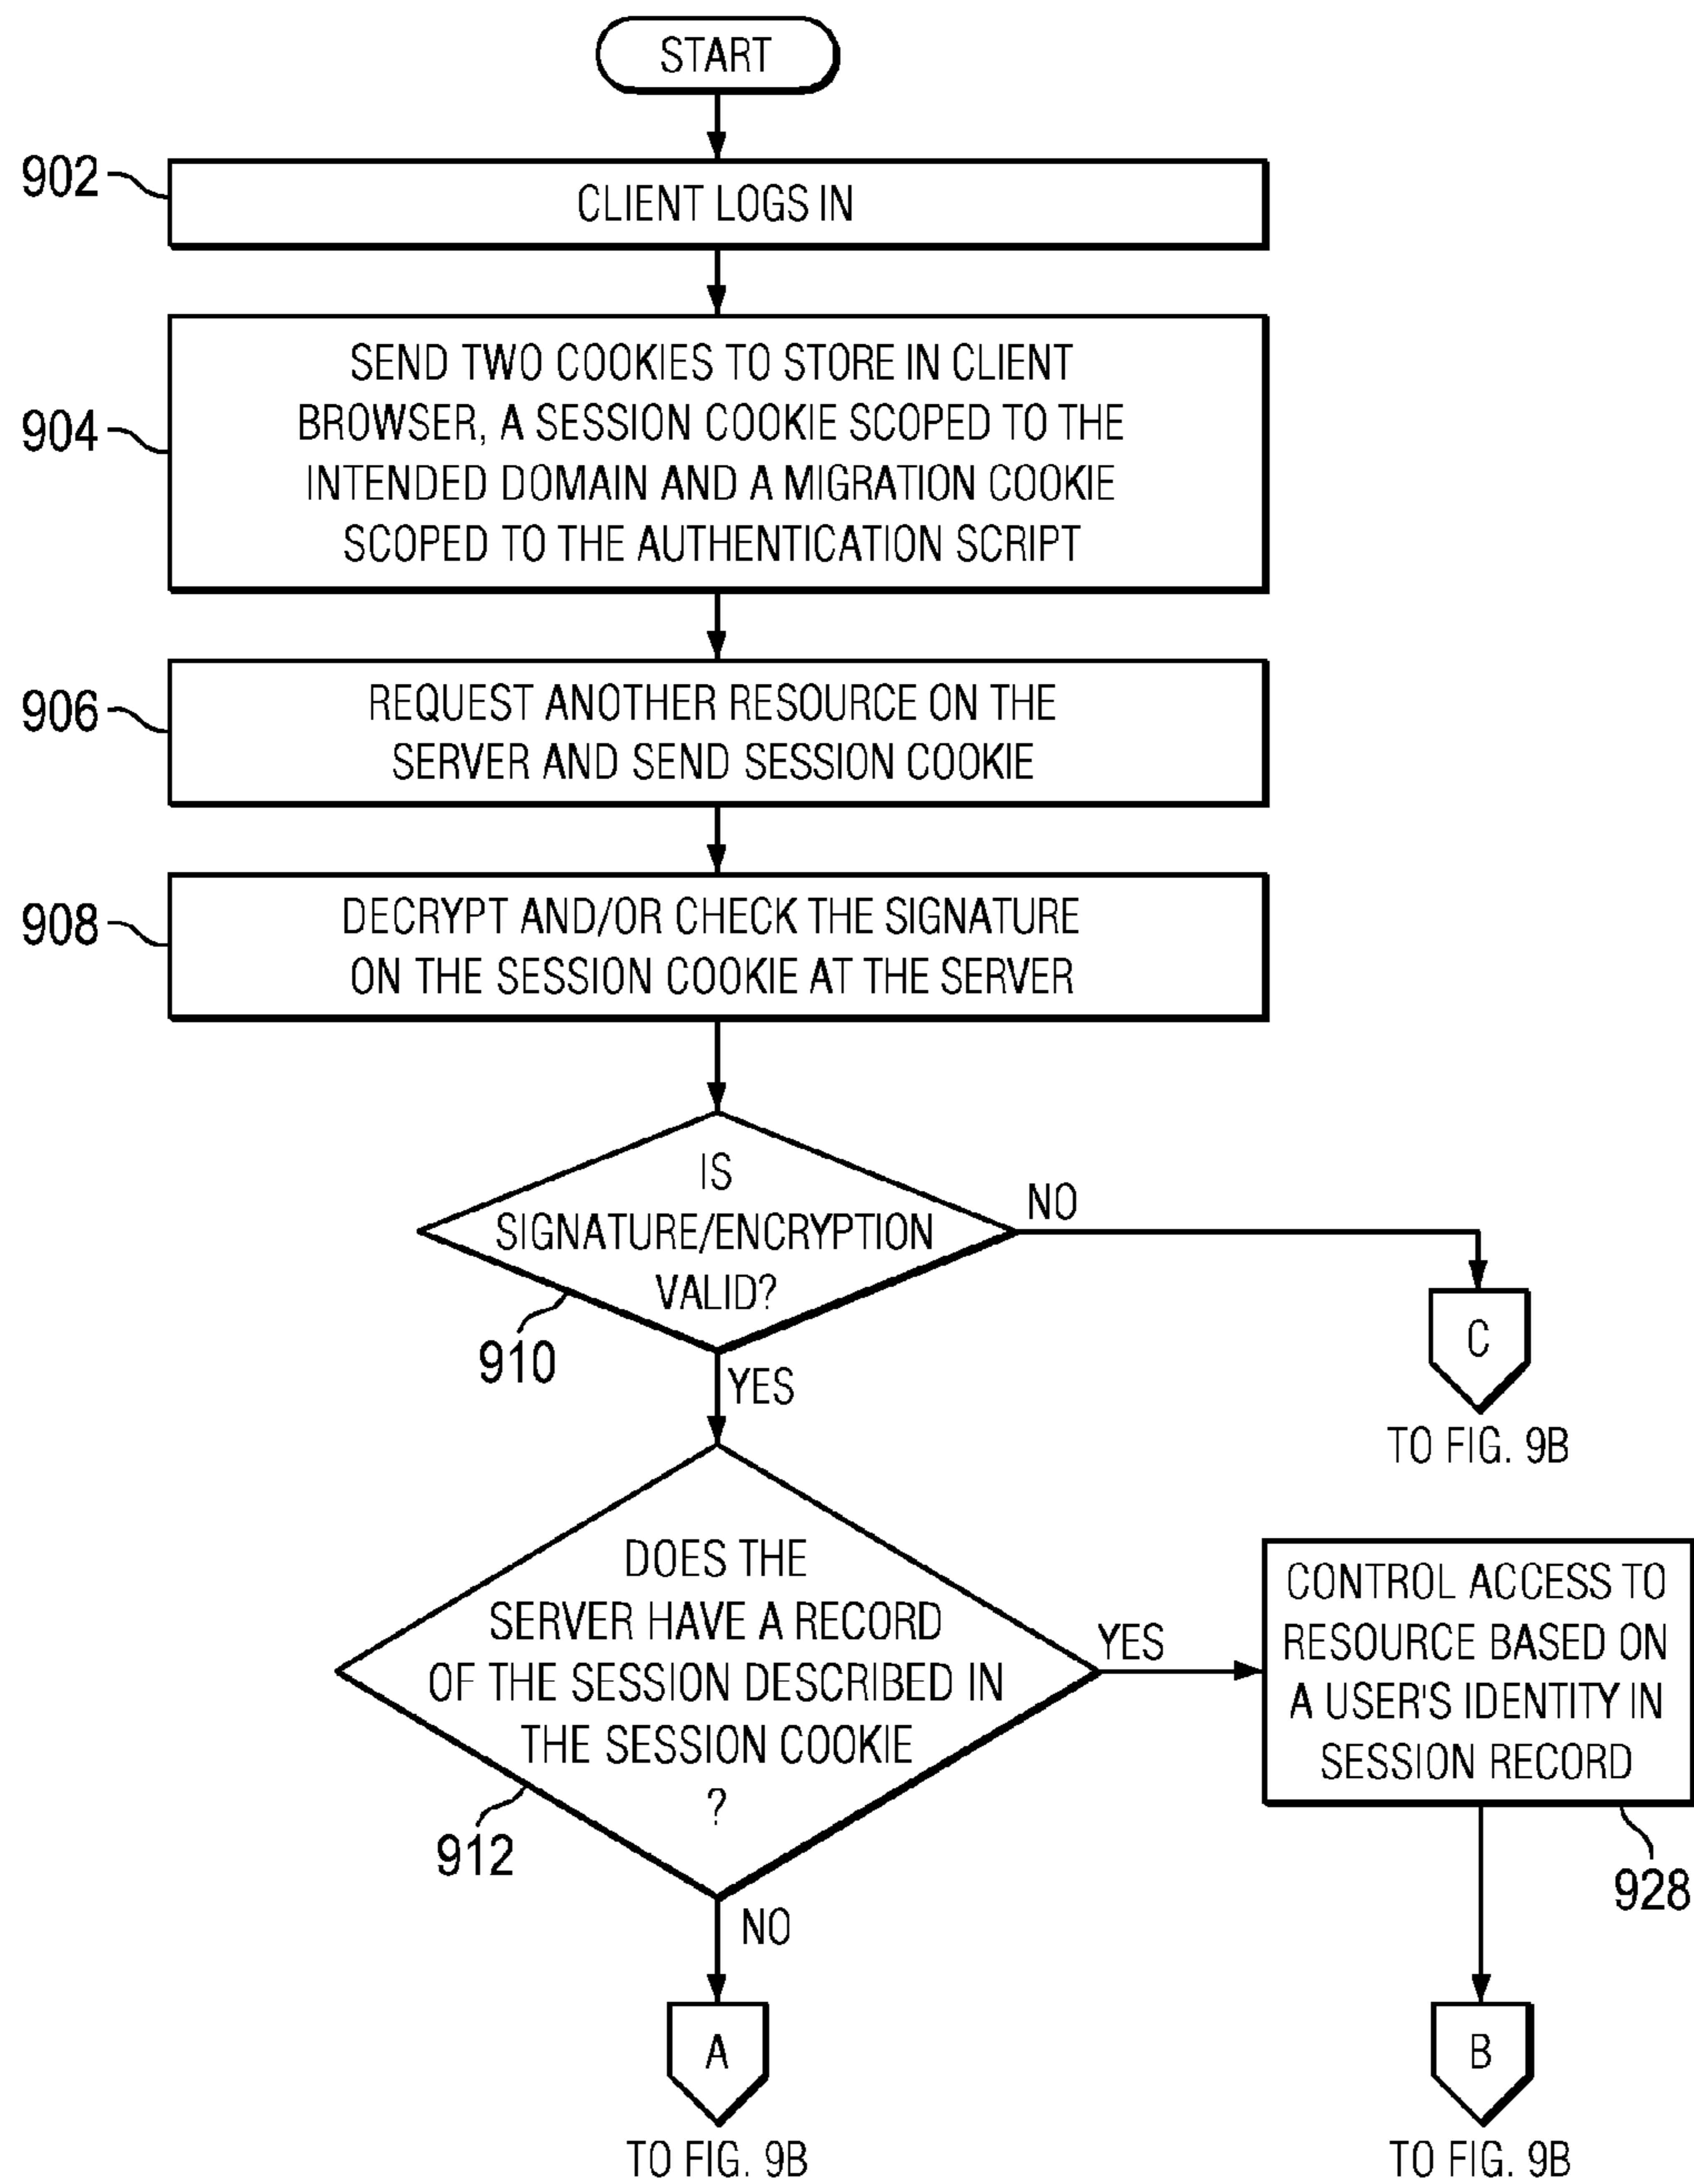 START
902
CLIENT LOGS IN
904
SEND TWO COOKIES TO STORE IN CLIENT
BROWSER, A SESSION COOKIE SCOPED TO THE
INTENDED DOMAIN AND A MIGRATION COOKIE
SCOPED TO THE AUTHENTICATION SCRIPT
906
REQUEST ANOTHER RESOURCE ON THE
SERVER AND SEND SESSION COOKIE
908
DECRYPT AND/OR CHECK THE SIGNATURE
ON THE SESSION COOKIE AT THE SERVER
IS
SIGNATURE/ENCRYPTION
VALID?
910
NO
C
TO FIG. 9B
YES
DOES THE
SERVER HAVE A RECORD
OF THE SESSION DESCRIBED IN
THE SESSION COOKIE
?
912
YES
CONTROL ACCESS TO
RESOURCE BASED ON
A USER'S IDENTITY IN
SESSION RECORD
928
NO
A
TO FIG. 9B
B
TO FIG. 9B